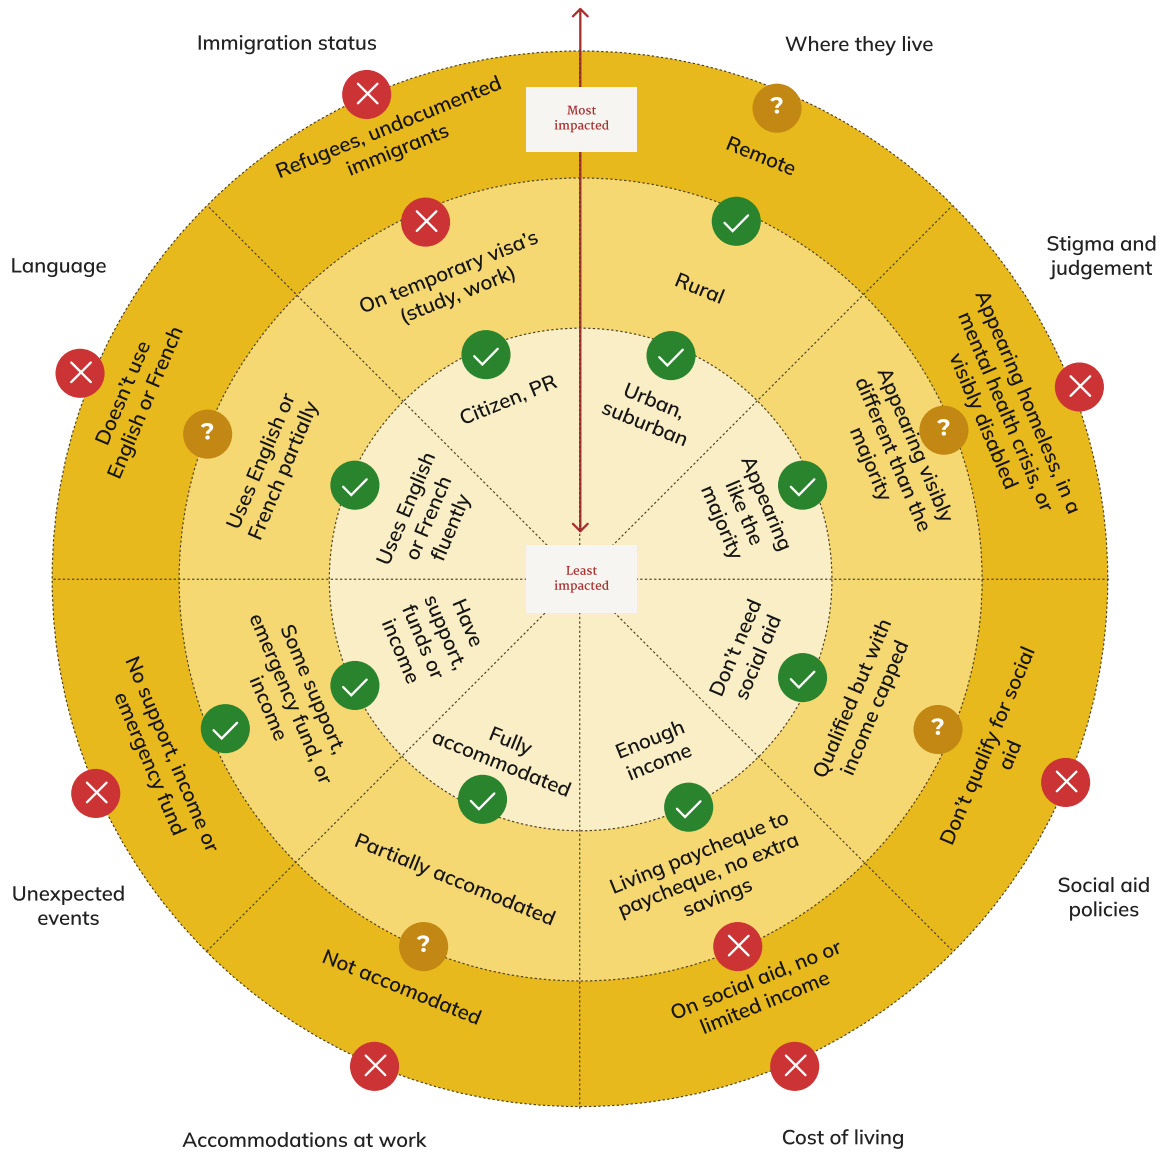 Immigration status
Where they live
Most
impacted
Refugees, undocumented
immigrants
Remote
?
On temporary visa's
(study, work)
Rural
Citizen, PR
Urban,
suburban
Stigma and
judgement
Appearing homeless, in a
mental health crisis, or
visibly disabled
?
Appearing visibly
different than the
majority
Appearing
like the
majority
Language
Doesn't use
English or French
?
Uses English or
French partially
Uses English
or French
fluently
Least
impacted
Have
support,
funds or
income
Some support,
emergency fund, or
income
No support, income or
emergency fund
Unexpected
events
Don't need
social aid
Qualified but with
income capped
?
Don't qualify for social
aid
Social aid
policies
Fully
accommodated
Partially accomodated
?
Not accomodated
Accommodations at work
Enough
income
Living paycheque to
paycheque, no extra
savings
On social aid, no or
limited income
Cost of living